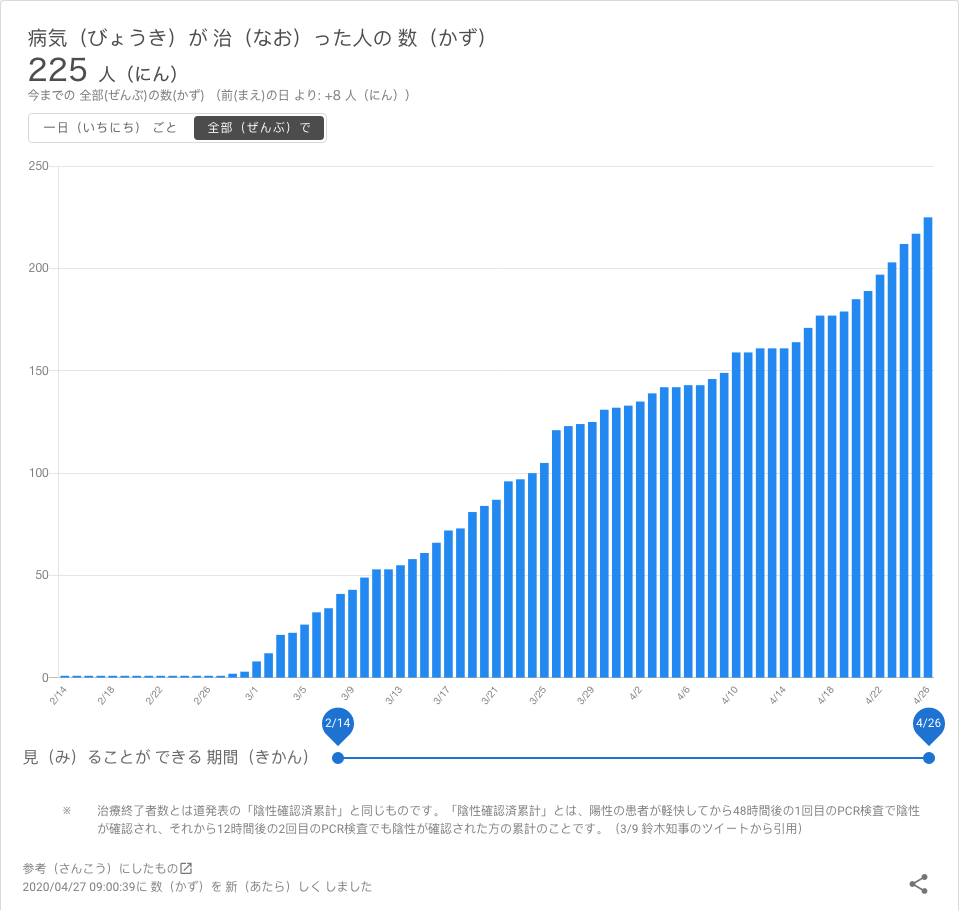 病気（びょうき）が 治（なお）った人の 数（かず）
225 人（にん）
今までの 全部(ぜんぶ)の数(かず) （前(まえ)の日 より: +8 人（にん））
一日（いちにち） ごと 全部（ぜんぶ）で
250
200
150
100
50
0
2/14 2/18 2/22 2/26 3/1 3/5 3/9 3/13 3/17 3/21 3/25 3/29 4/2 4/6 4/10 4/14 4/18 4/22 4/26
2/14 4/26
見（み）ることが できる 期間（きかん）
※ 治療終了者数とは道発表の「陰性確認済累計」と同じものです。「陰性確認済累計」とは、陽性の患者が軽快してから48時間後の1回目のPCR検査で陰性
が確認され、それから12時間後の2回目のPCR検査でも陰性が確認された方の累計のことです。（3/9 鈴木知事のツイートから引用）
参考（さんこう）にしたもの
2020/04/27 09:00:39に 数（かず）を 新（あたら）しく しました